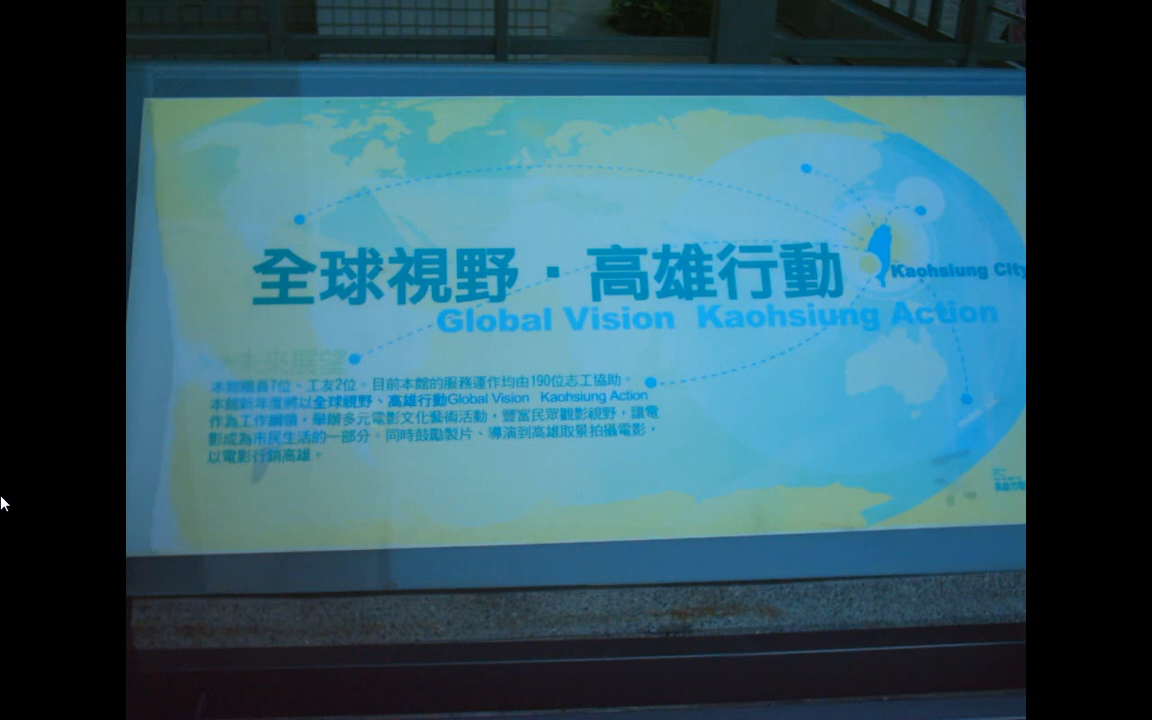 全球視野‧高雄行動
Kaohsiung City
Global Vision Kaohsiung Action
未來展望
本館職員7位、工友2位。目前本館的服務運作均由190位志工協助。
本館新年度將以全球視野、高雄行動Global Vision Kaohsiung Action
作為工作綱領，舉辦多元電影文化藝術活動，豐富民眾觀影視野，讓電
影成為市民生活的一部分。同時鼓勵製片、導演到高雄取景拍攝電影，
以電影行銷高雄。